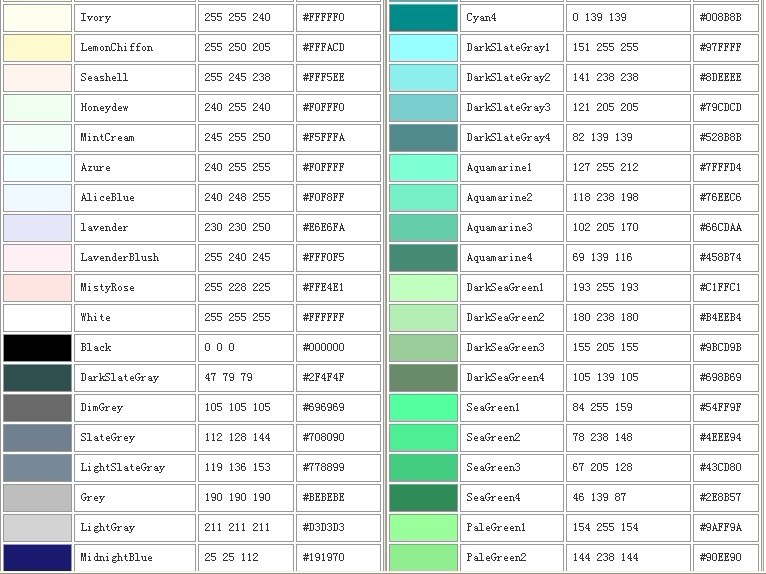 Ivory 255 255 240 #FFFFF0 Cyan4 0 139 139 #008B8B
LemonChiffon 255 250 205 #FFFACD DarkSlateGray1 151 255 255 #97FFFF
Seashell 255 245 238 #FFF5EE DarkSlateGray2 141 238 238 #8DEEEE
Honeydew 240 255 240 #F0FFF0 DarkSlateGray3 121 205 205 #79CDCD
MintCream 245 255 250 #F5FFFA DarkSlateGray4 82 139 139 #528B8B
Azure 240 255 255 #F0FFFF Aquamarine1 127 255 212 #7FFFD4
AliceBlue 240 248 255 #F0F8FF Aquamarine2 118 238 198 #76EEC6
lavender 230 230 250 #E6E6FA Aquamarine3 102 205 170 #66CDAA
LavenderBlush 255 240 245 #FFF0F5 Aquamarine4 69 139 116 #458B74
MistyRose 255 228 225 #FFE4E1 DarkSeaGreen1 193 255 193 #C1FFC1
White 255 255 255 #FFFFFF DarkSeaGreen2 180 238 180 #B4EEB4
Black 0 0 0 #000000 DarkSeaGreen3 155 205 155 #9BCD9B
DarkSlateGray 47 79 79 #2F4F4F DarkSeaGreen4 105 139 105 #698B69
DimGrey 105 105 105 #696969 SeaGreen1 84 255 159 #54FF9F
SlateGrey 112 128 144 #708090 SeaGreen2 78 238 148 #4EEE94
LightSlateGray 119 136 153 #778899 SeaGreen3 67 205 128 #43CD80
Grey 190 190 190 #BEBEBE SeaGreen4 46 139 87 #2E8B57
LightGray 211 211 211 #D3D3D3 PaleGreen1 154 255 154 #9AFF9A
MidnightBlue 25 25 112 #191970 PaleGreen2 144 238 144 #90EE90